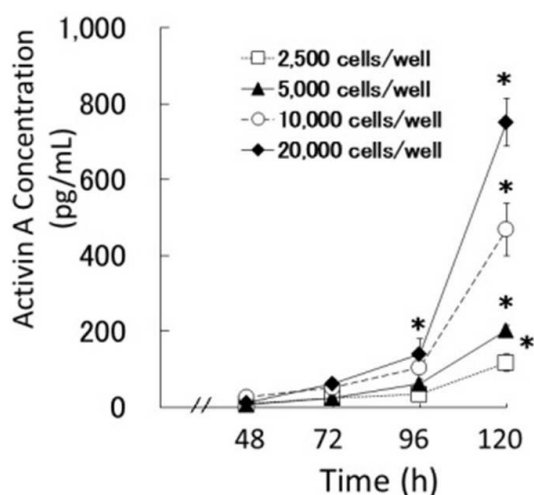 Activin A Concentration
(pg/mL)
1,000
800
600
400
200
0
2,500 cells/well
5,000 cells/well
10,000 cells/well
20,000 cells/well
*
*
*
*
*
//
48 72 96 120
Time (h)